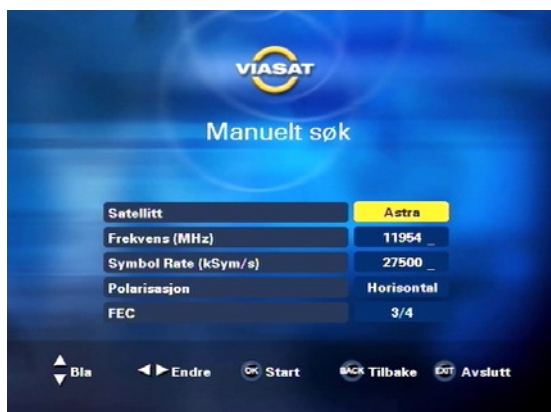 VIASAT
Manuelt søk
Satellitt Astra
Frekvens (MHz) 11954 _
Symbol Rate (kSym/s) 27500 _
Polarisasjon Horisontal
FEC 3/4
Bla Endre OK Start BACK Tilbake EXIT Avslutt